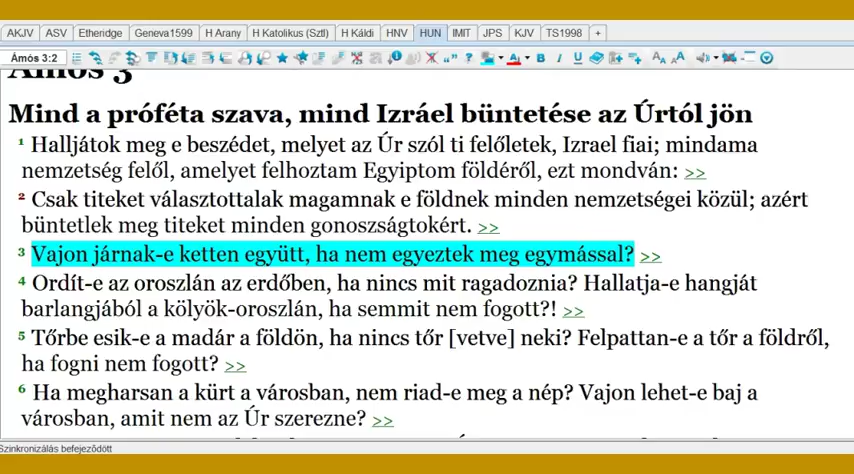 AKJV ASV Etheridge Geneva1599 H Arany H Katolikus (Sztl) H Káldi HNV HUN IMIT JPS KJV TS1998 +
Ámós 3:2
Ámós 3
Mind a próféta szava, mind Izráel büntetése az Úrtól jön
1 Halljátok meg e beszédet, melyet az Úr szól ti felőletek, Izrael fiai; mindama
nemzetség felől, amelyet felhoztam Egyiptom földéről, ezt mondván: >>
2 Csak titeket választottalak magamnak e földnek minden nemzetségei közül; azért
büntetlek meg titeket minden gonoszságtokért. >>
3 Vajon járnak-e ketten együtt, ha nem egyeztek meg egymással? >>
4 Ordít-e az oroszlán az erdőben, ha nincs mit ragadoznia? Hallatja-e hangját
barlangjából a kölyök-oroszlán, ha semmit nem fogott?! >>
5 Tőrbe esik-e a madár a földön, ha nincs tőr [vetve] neki? Felpattan-e a tőr a földről,
ha fogni nem fogott? >>
6 Ha megharsan a kürt a városban, nem riad-e meg a nép? Vajon lehet-e baj a
városban, amit nem az Úr szerezne? >>
Szinkronizálás befejeződött